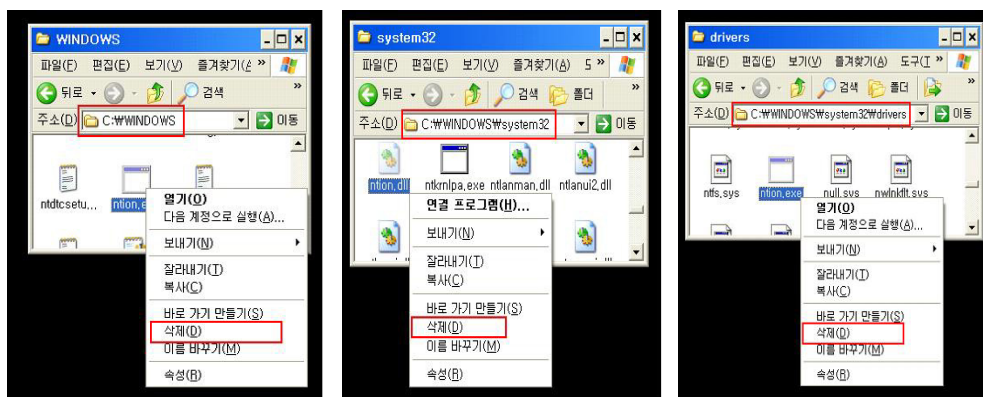 WINDOWS
파일(F) 편집(E) 보기(V) 즐겨찾기(A »
뒤로 검색 »
주소(D) C:₩WINDOWS 이동
ntdtcsetu,,,
열기(O)
다음 계정으로 실행(A)...
보내기(N)
잘라내기(T)
복사(C)
바로 가기 만들기(S)
삭제(D)
이름 바꾸기(M)
속성(R)
system32
파일(F) 편집(E) 보기(V) 즐겨찾기(A) 도 »
뒤로 검색 폴더 »
주소(D) C:₩WINDOWS₩system32 이동
ntion,dll ntkrnlpa,exe ntlanman,dll ntlanui2,dll
연결 프로그램(H)...
보내기(N)
잘라내기(T)
복사(C)
바로 가기 만들기(S)
삭제(D)
이름 바꾸기(M)
속성(R)
drivers
파일(F) 편집(E) 보기(V) 즐겨찾기(A) 도구(T »
뒤로 검색 폴더 »
주소(D) C:₩WINDOWS₩system32₩drivers 이동
ntfs,sys ntion,exe null,sys nwlnkflt,sys
열기(O)
다음 계정으로 실행(A)...
보내기(N)
잘라내기(T)
복사(C)
바로 가기 만들기(S)
삭제(D)
이름 바꾸기(M)
속성(R)